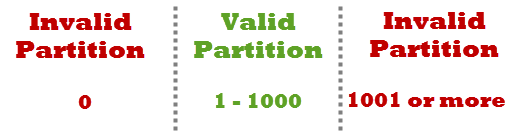 Invalid
Partition
0
Valid
Partition
1 - 1000
Invalid
Partition
1001 or more